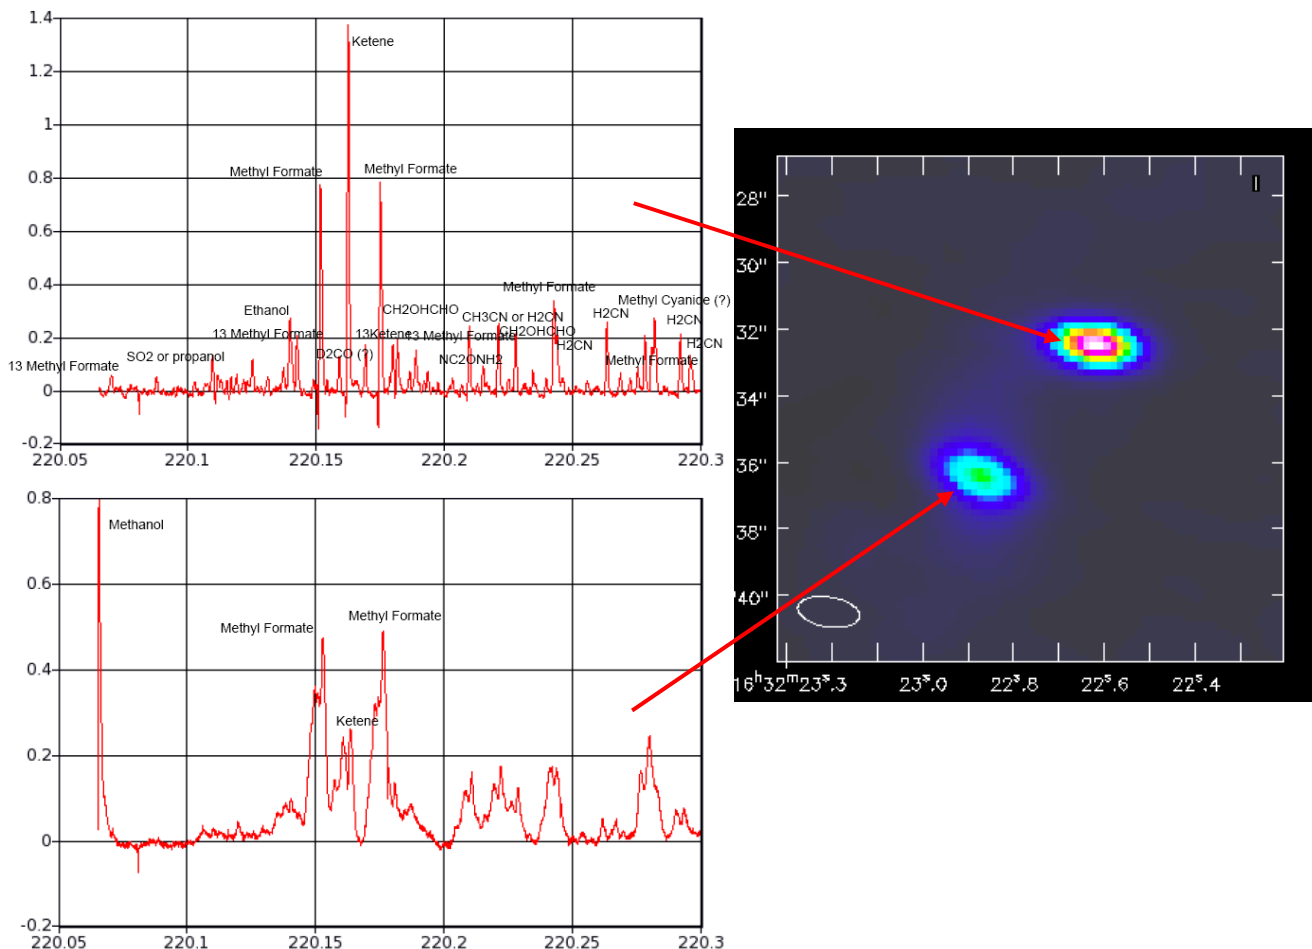 1.4
1.2
1
0.8
0.6
0.4
0.2
0
-0.2
220.05
220.1
220.15
220.2
220.25
220.3
Ketene
Methyl Formate
Methyl Formate
Methyl Formate
Ethanol
CH2OHCHO
CH3CN or H2CN
H2CN
Methyl Cyanide (?)
H2CN
13 Methyl Formate
13Ketene
13 Methyl Formate
CH2OHCHO
H2CN
H2CN
SO2 or propanol
D2CO (?)
NC2ONH2
Methyl Formate
13 Methyl Formate
0.8
0.6
0.4
0.2
0
-0.2
220.05
220.1
220.15
220.2
220.25
220.3
Methanol
Methyl Formate
Methyl Formate
Ketene
I
28"
30"
32"
34"
36"
38"
40"
16h32m23s.3
23s.0
22s.8
22s.6
22s.4